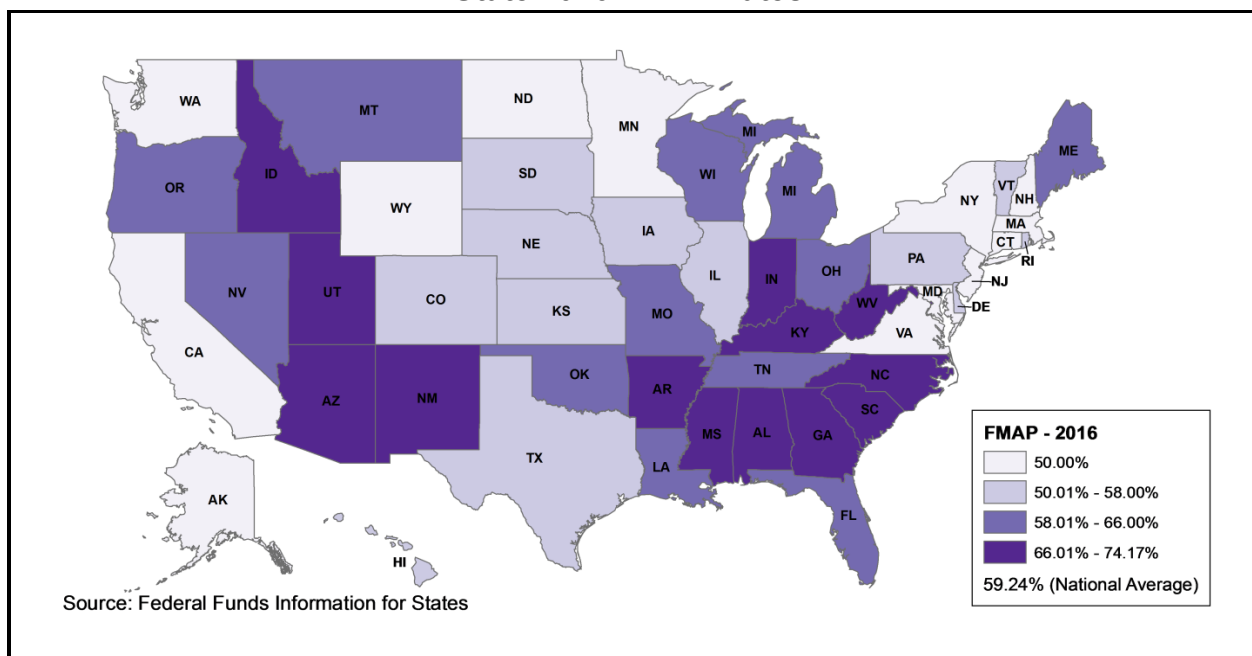 WA
MT
ND
MN
MI
ME
OR
ID
SD
WI
MI
VT
NH
NY
WY
MA
IA
CT
RI
NE
PA
NV
UT
IL
IN
OH
NJ
CO
MD
WV
DE
KS
MO
KY
VA
CA
OK
TN
NC
AZ
NM
AR
SC
MS
AL
GA
TX
LA
AK
FL
HI
FMAP - 2016
50.00%
50.01% - 58.00%
58.01% - 66.00%
66.01% - 74.17%
59.24% (National Average)
Source: Federal Funds Information for States